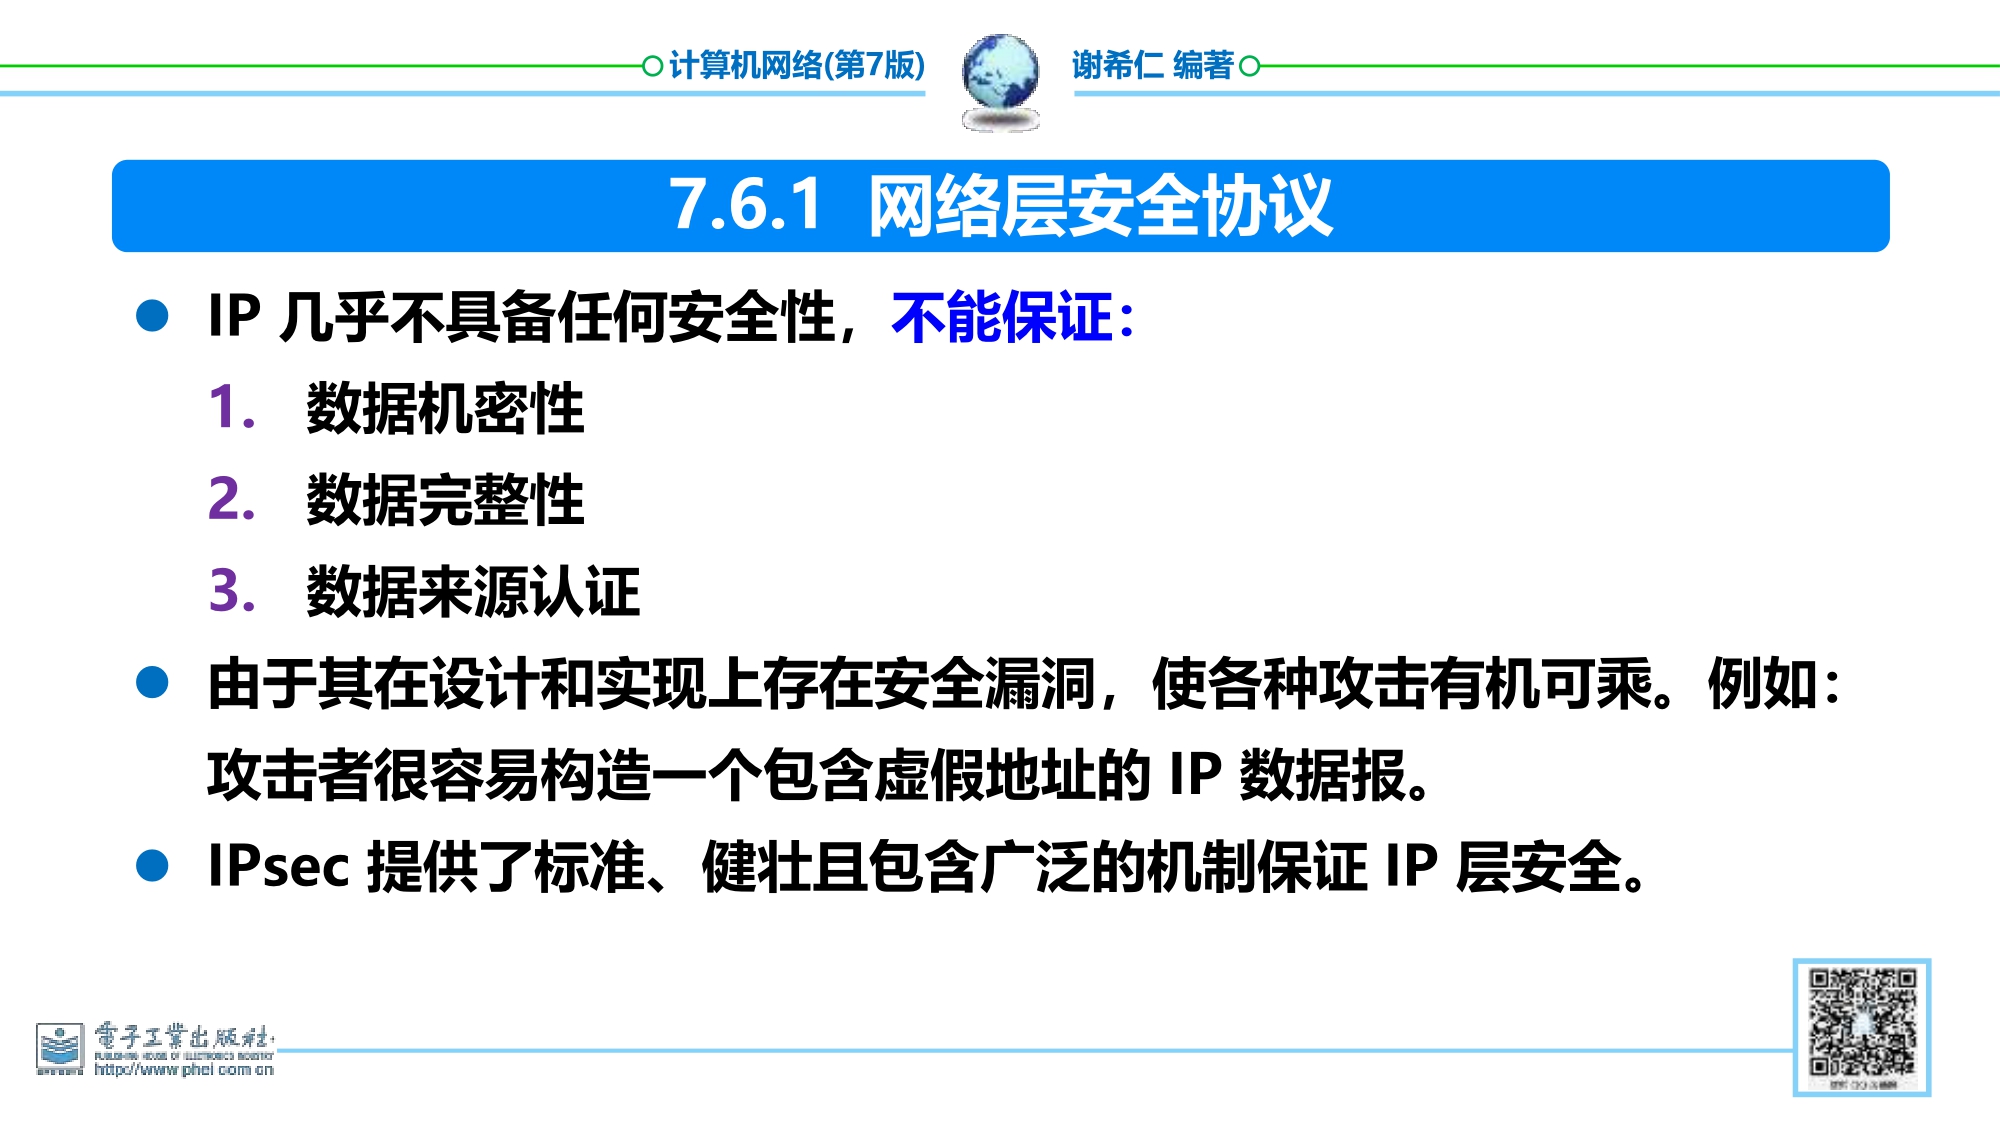 计算机网络(第7版) 谢希仁 编著
7.6.1 网络层安全协议
● IP 几乎不具备任何安全性，不能保证：
1. 数据机密性
2. 数据完整性
3. 数据来源认证
● 由于其在设计和实现上存在安全漏洞，使各种攻击有机可乘。例如：
攻击者很容易构造一个包含虚假地址的 IP 数据报。
● IPsec 提供了标准、健壮且包含广泛的机制保证 IP 层安全。
電子工業出版社
PUBLISHING HOUSE OF ELECTRONICS INDUSTRY
http://www.phei.com.cn